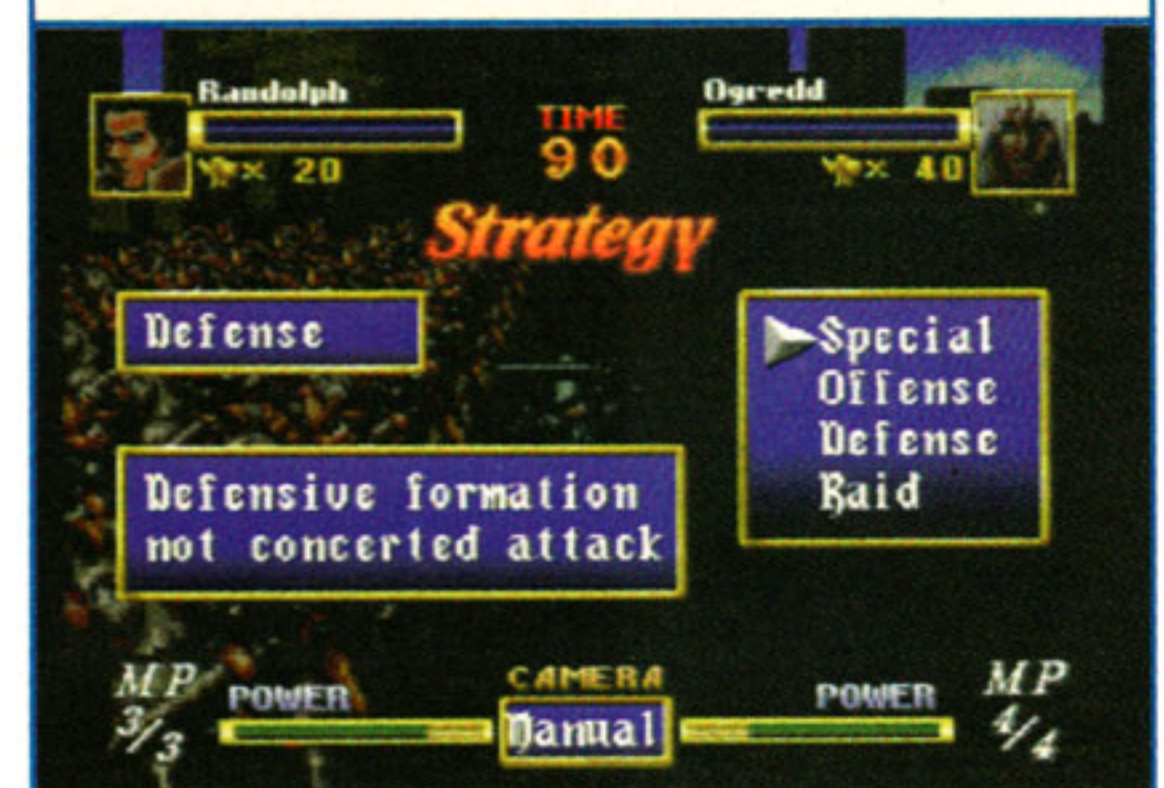 Randolph
Ogredd
TIME
90
× 20
× 40
Strategy
Defense
Special
Offense
Defense
Raid
Defensive formation
not concerted attack
MP
3/3
POWER
CAMERA
Manual
POWER
MP
4/4